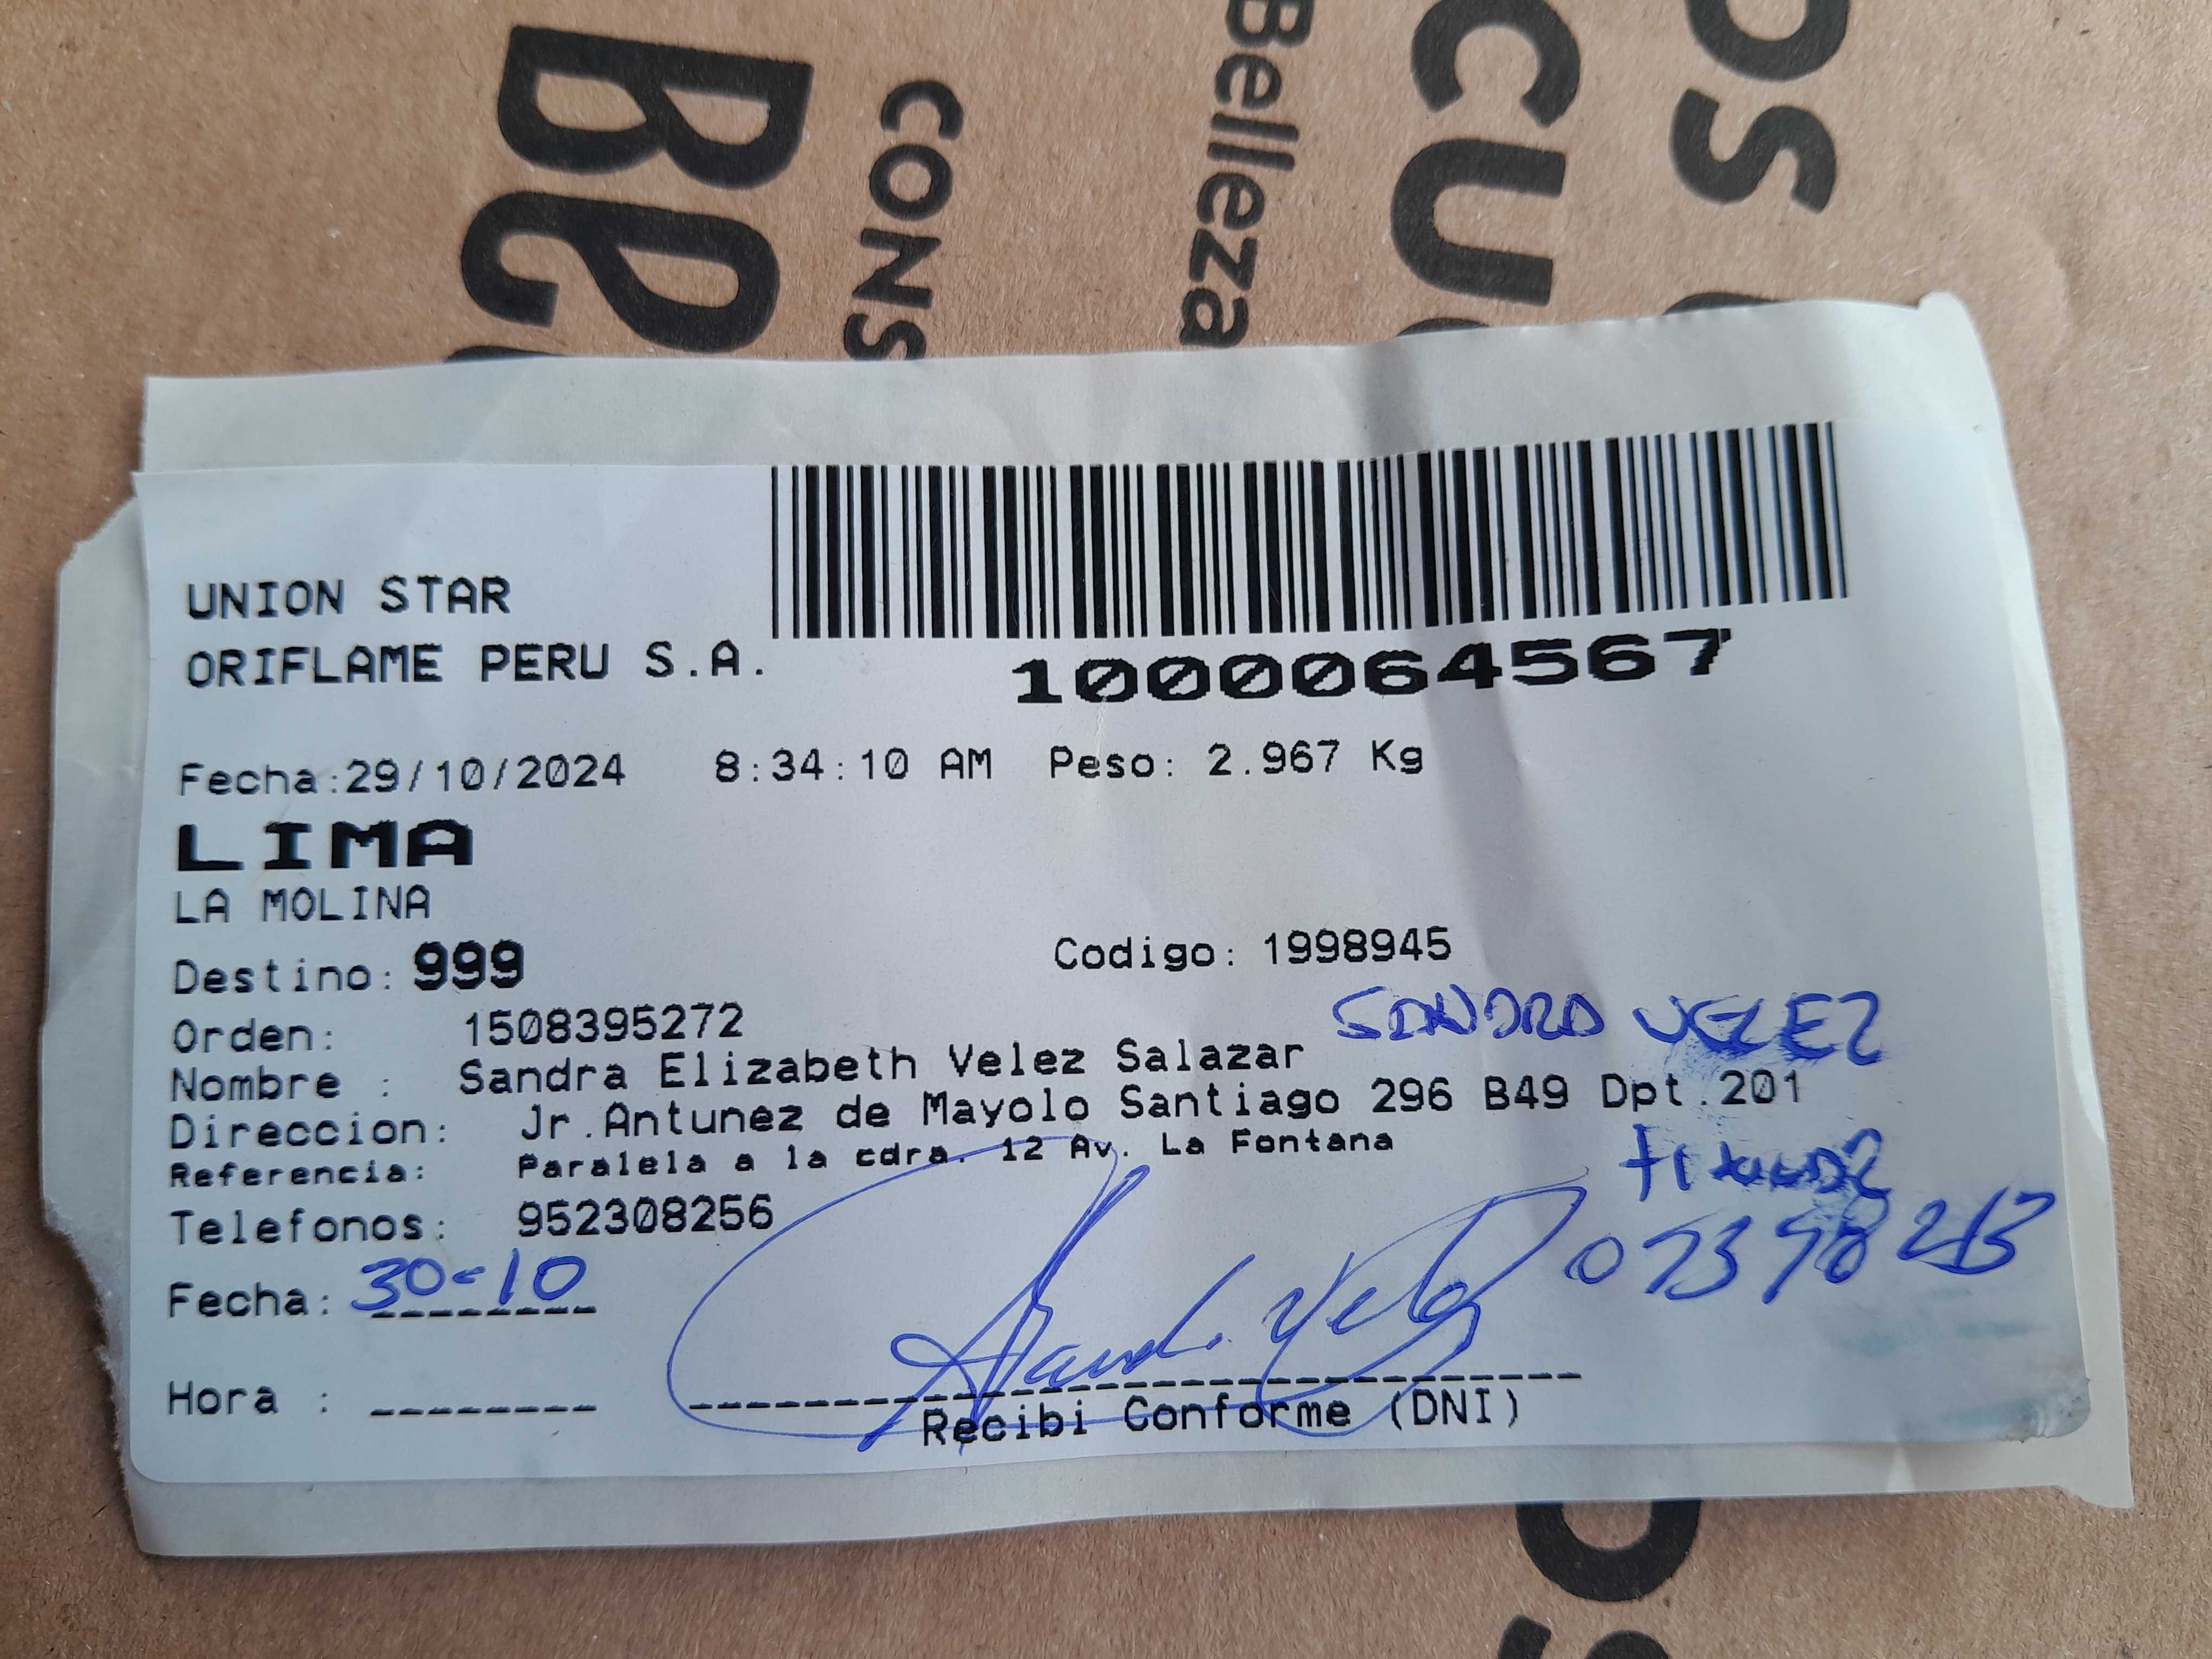 CONS
Belleza
UNION STAR
ORIFLAME PERU S.A.
1000064567
Fecha:29/10/2024 8:34:10 AM Peso: 2.967 Kg
LIMA
LA MOLINA
Destino: 999 Codigo: 1998945
Orden: 1508395272
SANDRA VELEZ
Nombre : Sandra Elizabeth Velez Salazar
Direccion: Jr.Antunez de Mayolo Santiago 296 B49 Dpt.201
Referencia: Paralela a la cdra. 12 Av. La Fontana
Telefonos: 952308256
Fecha: 30-10
Hora :
Recibi Conforme (DNI)